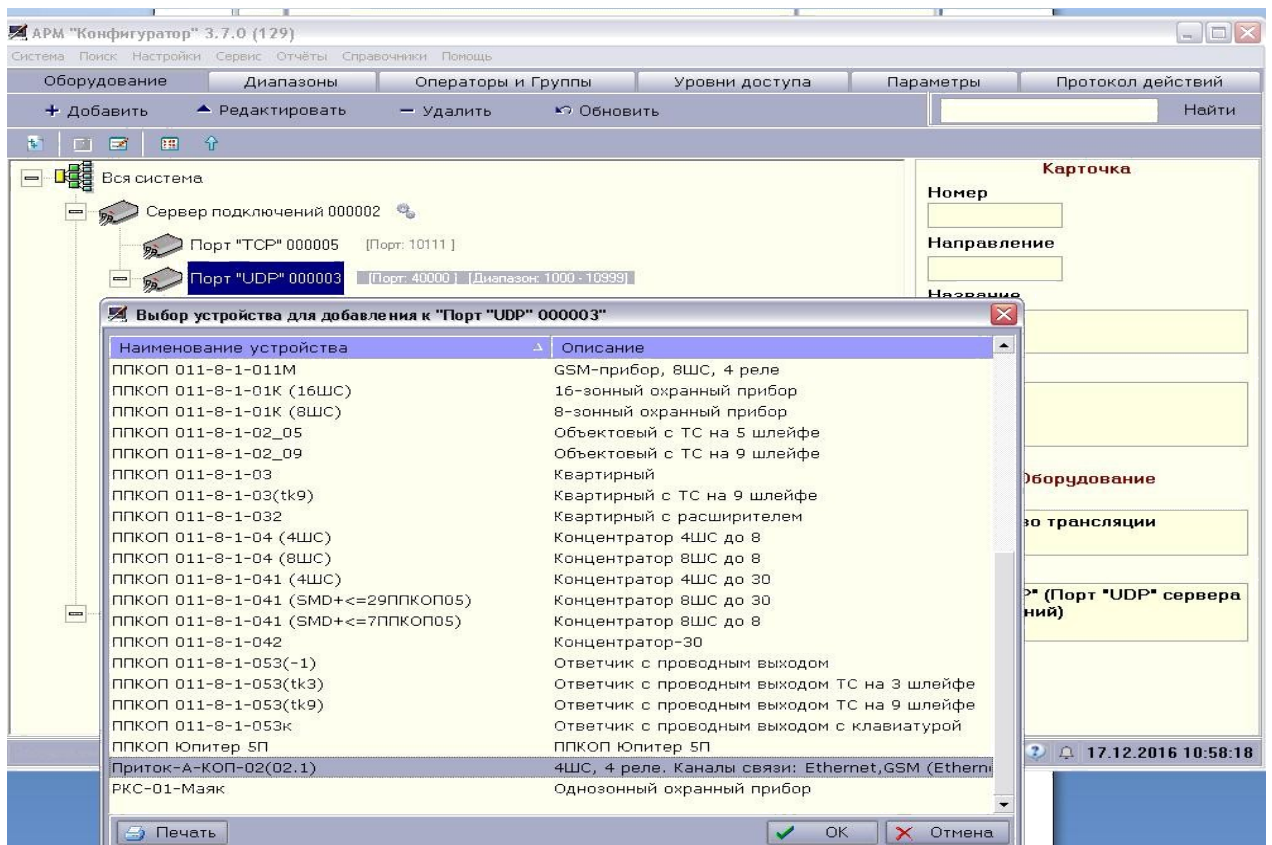 АРМ "Конфигуратор" 3.7.0 (129)
Система Поиск Настройки Сервис Отчёты Справочники Помощь
Оборудование Диапазоны Операторы и Группы Уровни доступа Параметры Протокол действий
Добавить Редактировать Удалить Обновить Найти
Вся система
Сервер подключений 000002
Порт "TCP" 000005 [Порт: 10111 ]
Порт "UDP" 000003 [Порт: 40000 ] [Диапазон: 1000 - 10999]
Карточка
Номер
Направление
Название
Оборудование
во трансляции
Р" (Порт "UDP" сервера
ний)
Выбор устройства для добавления к "Порт "UDP" 000003"
Наименование устройства Описание
ППКОП 011-8-1-011М GSM-прибор, 8ШС, 4 реле
ППКОП 011-8-1-01К (16ШС) 16-зонный охранный прибор
ППКОП 011-8-1-01К (8ШС) 8-зонный охранный прибор
ППКОП 011-8-1-02_05 Объектовый с ТС на 5 шлейфе
ППКОП 011-8-1-02_09 Объектовый с ТС на 9 шлейфе
ППКОП 011-8-1-03 Квартирный
ППКОП 011-8-1-03(tk9) Квартирный с ТС на 9 шлейфе
ППКОП 011-8-1-032 Квартирный с расширителем
ППКОП 011-8-1-04 (4ШС) Концентратор 4ШС до 8
ППКОП 011-8-1-04 (8ШС) Концентратор 8ШС до 8
ППКОП 011-8-1-041 (4ШС) Концентратор 4ШС до 30
ППКОП 011-8-1-041 (SMD+<=29ППКОП05) Концентратор 8ШС до 30
ППКОП 011-8-1-041 (SMD+<=7ППКОП05) Концентратор 8ШС до 8
ППКОП 011-8-1-042 Концентратор-30
ППКОП 011-8-1-053(-1) Ответчик с проводным выходом
ППКОП 011-8-1-053(tk3) Ответчик с проводным выходом ТС на 3 шлейфе
ППКОП 011-8-1-053(tk9) Ответчик с проводным выходом ТС на 9 шлейфе
ППКОП 011-8-1-053к Ответчик с проводным выходом с клавиатурой
ППКОП Юпитер 5П ППКОП Юпитер 5П
Приток-А-КОП-02(02.1) 4ШС, 4 реле. Каналы связи: Ethernet,GSM (Etherni
РКС-01-Маяк Однозонный охранный прибор
Печать ОК Отмена
17.12.2016 10:58:18